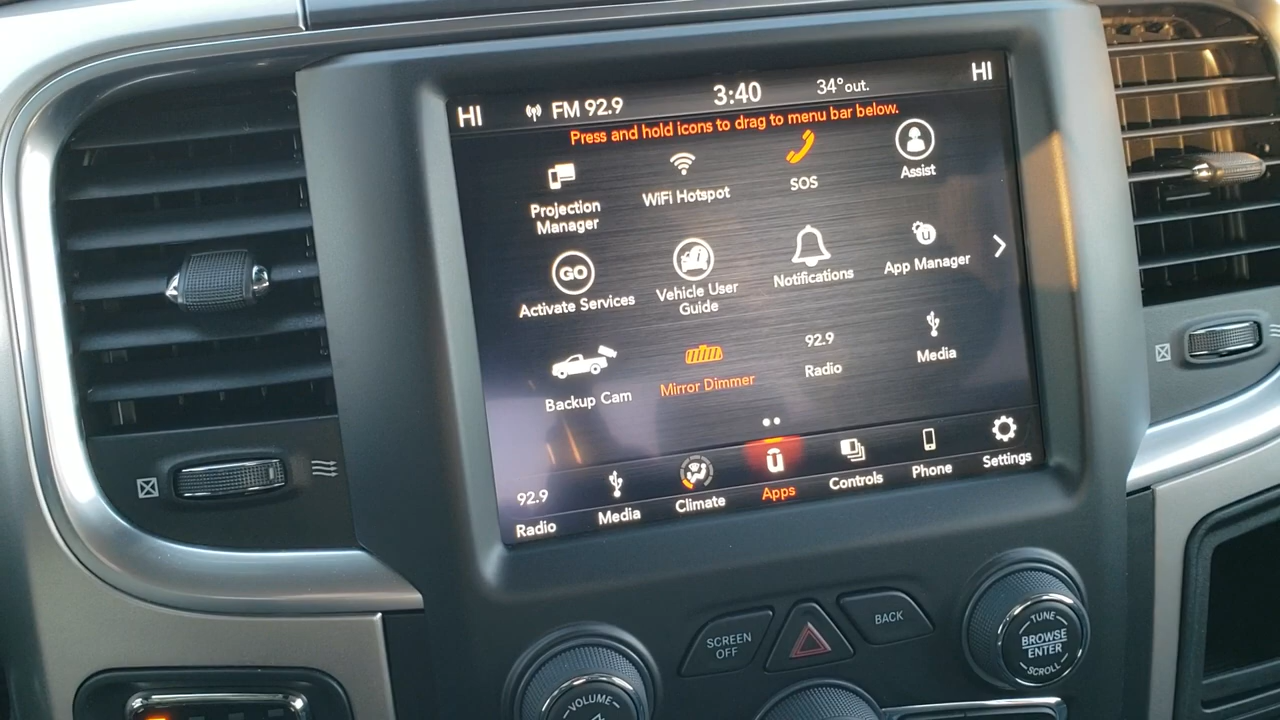 HI
FM 92.9
3:40
34° out.
HI
Press and hold icons to drag to menu bar below.
Projection
Manager
WiFi Hotspot
SOS
Assist
GO
Activate Services
Vehicle User
Guide
Notifications
App Manager
Backup Cam
Mirror Dimmer
92.9
Radio
Media
92.9
Radio
Media
Climate
Apps
Controls
Phone
Settings
SCREEN
OFF
BACK
VOLUME
TUNE
BROWSE
ENTER
SCROLL